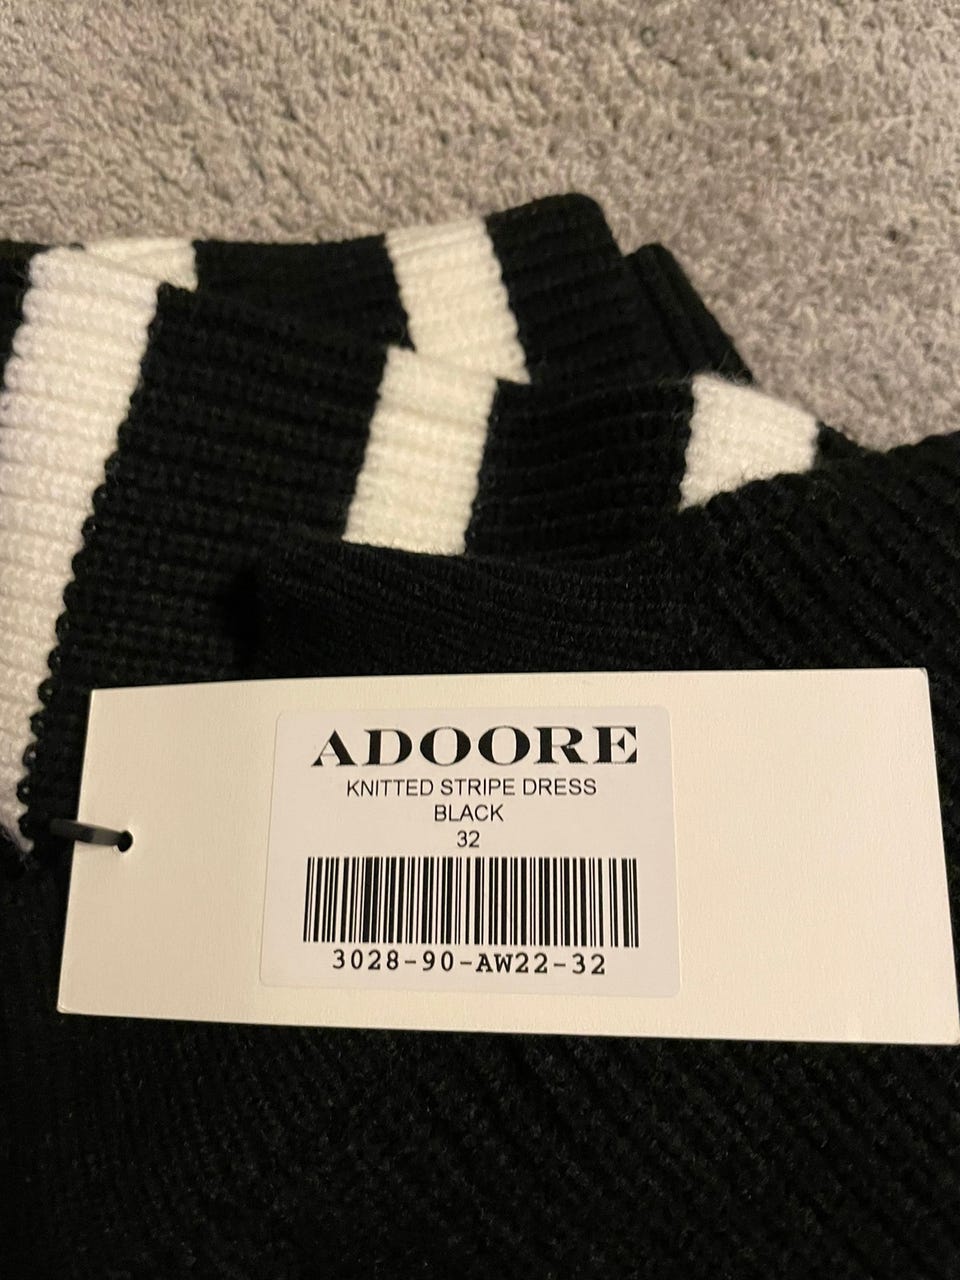 ADOORE
KNITTED STRIPE DRESS
BLACK
32
3028-90-AW22-32